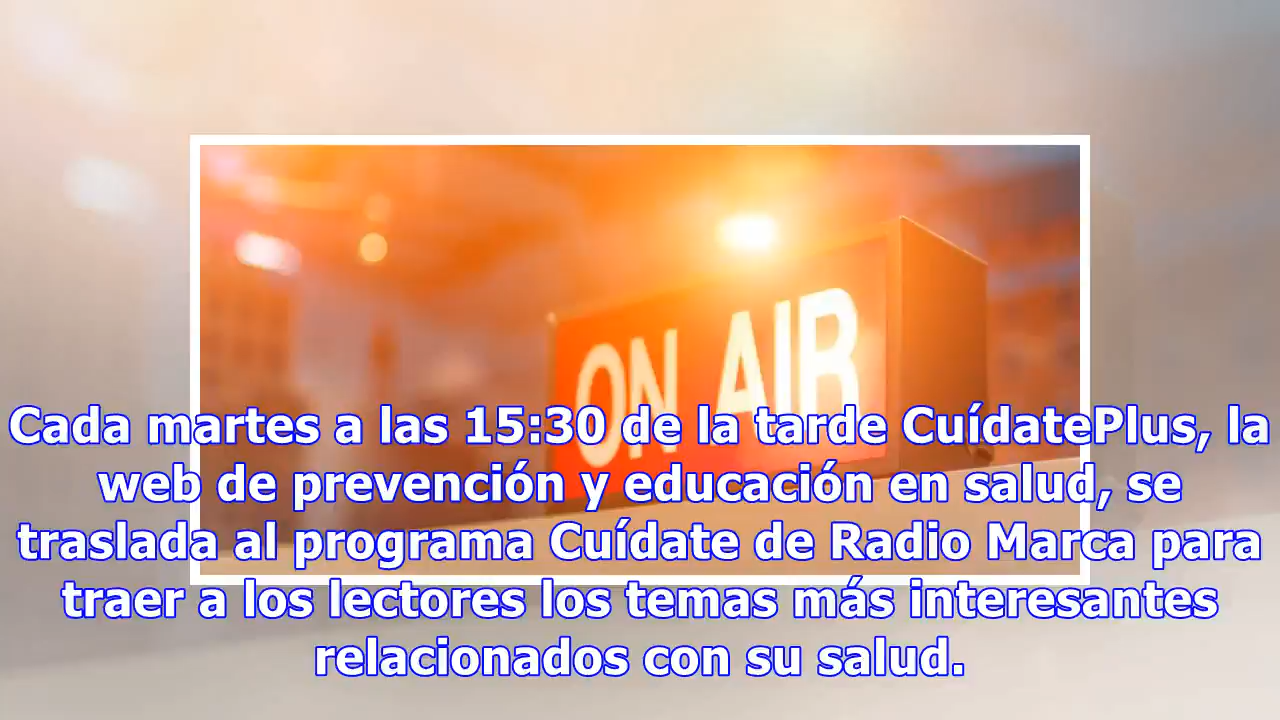 ON AIR
Cada martes a las 15:30 de la tarde CuídatePlus, la
web de prevención y educación en salud, se
traslada al programa Cuídate de Radio Marca para
traer a los lectores los temas más interesantes
relacionados con su salud.